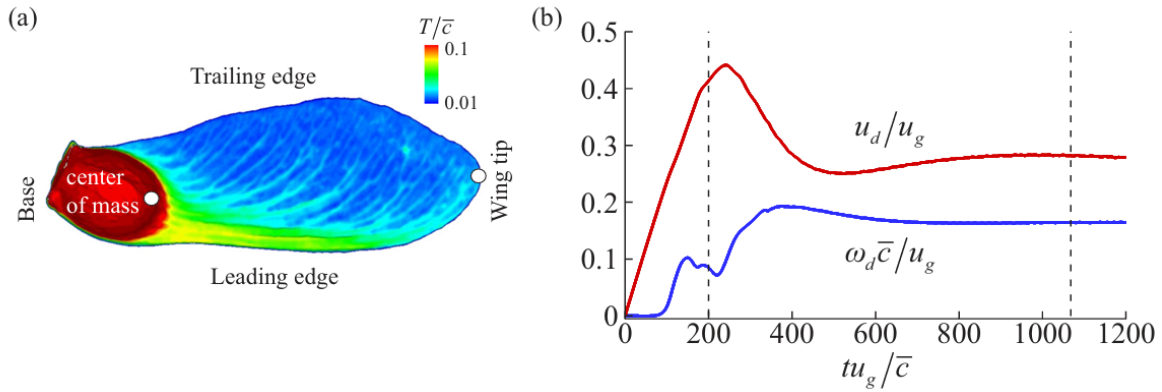 (a)
T/c̅
0.1
0.01
Trailing edge
Base
center
of mass
Wing tip
Leading edge
(b)
0.5
0.4
0.3
0.2
0.1
0
u_d/u_g
ω_d c̅/u_g
0 200 400 600 800 1000 1200
tu_g/c̅